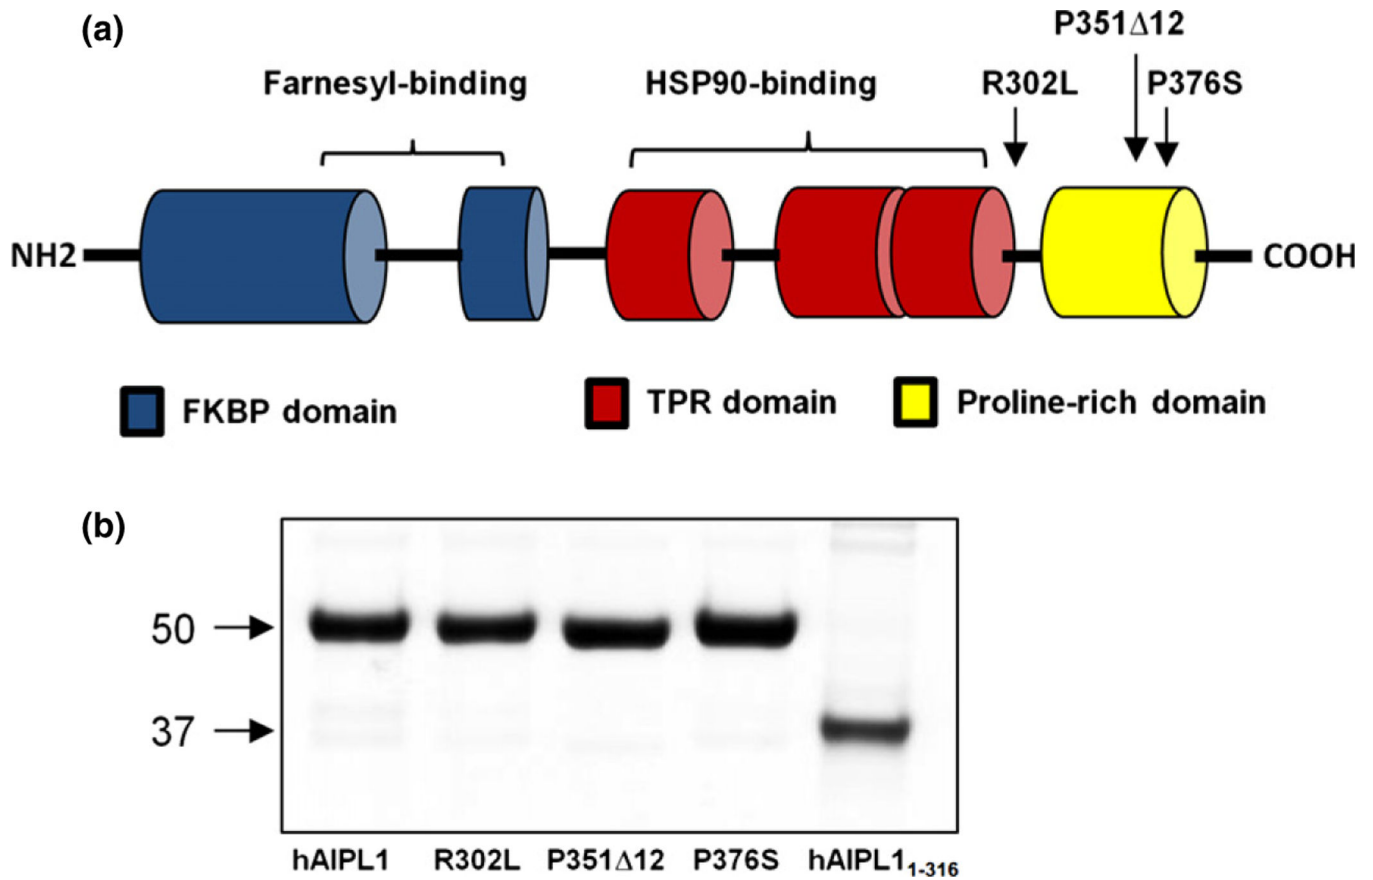 (a)
P351Δ12
Farnesyl-binding HSP90-binding R302L P376S
NH2 COOH
FKBP domain TPR domain Proline-rich domain
(b)
50
37
hAIPL1 R302L P351Δ12 P376S hAIPL11-316